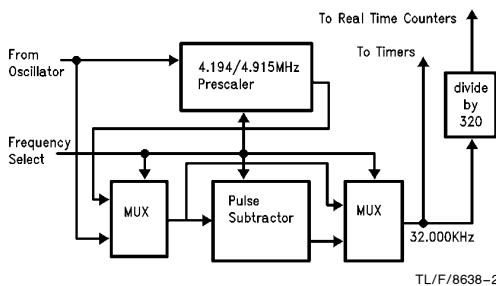 To Real Time Counters
To Timers
From
Oscillator
4.194/4.915MHz
Prescaler
divide
by
320
Frequency
Select
MUX
Pulse
Subtractor
MUX
32.000KHz
TL/F/8638-2